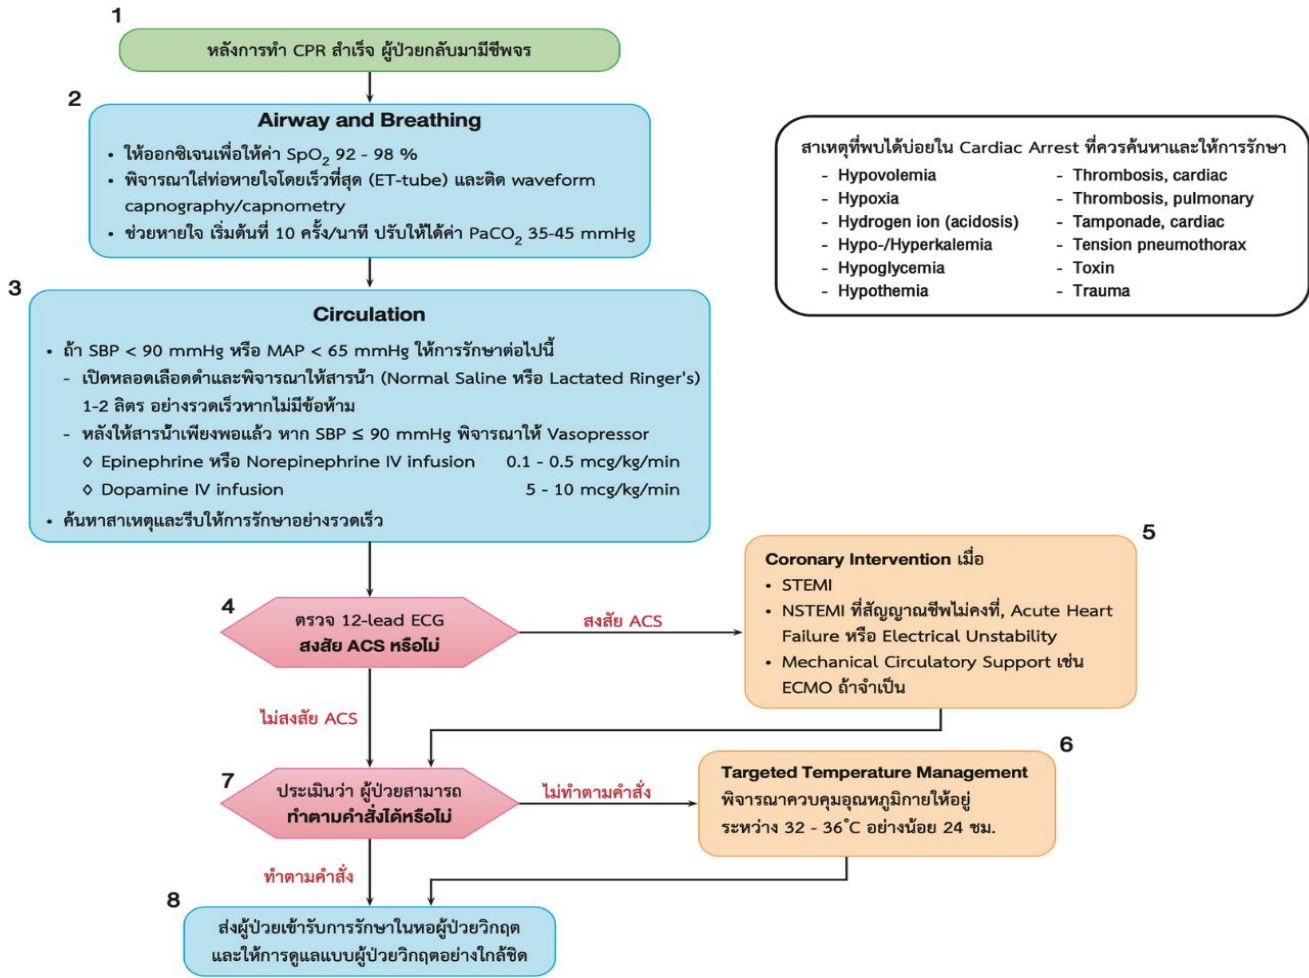 1
หลังการทำ CPR สำเร็จ ผู้ป่วยกลับมามีชีพจร
2
Airway and Breathing
• ให้ออกซิเจนเพื่อให้ค่า SpO₂ 92 - 98 %
• พิจารณาใส่ท่อหายใจโดยเร็วที่สุด (ET-tube) และติด waveform
capnography/capnometry
• ช่วยหายใจ เริ่มต้นที่ 10 ครั้ง/นาที ปรับให้ได้ค่า PaCO₂ 35-45 mmHg
สาเหตุที่พบได้บ่อยใน Cardiac Arrest ที่ควรค้นหาและให้การรักษา
- Hypovolemia
- Hypoxia
- Hydrogen ion (acidosis)
- Hypo-/Hyperkalemia
- Hypoglycemia
- Hypothemia
- Thrombosis, cardiac
- Thrombosis, pulmonary
- Tamponade, cardiac
- Tension pneumothorax
- Toxin
- Trauma
3
Circulation
• ถ้า SBP < 90 mmHg หรือ MAP < 65 mmHg ให้การรักษาต่อไปนี้
- เปิดหลอดเลือดดำและพิจารณาให้สารน้ำ (Normal Saline หรือ Lactated Ringer's)
1-2 ลิตร อย่างรวดเร็วหากไม่มีข้อห้าม
- หลังให้สารน้ำเพียงพอแล้ว หาก SBP ≤ 90 mmHg พิจารณาให้ Vasopressor
◊ Epinephrine หรือ Norepinephrine IV infusion 0.1 - 0.5 mcg/kg/min
◊ Dopamine IV infusion 5 - 10 mcg/kg/min
• ค้นหาสาเหตุและรีบให้การรักษาอย่างรวดเร็ว
4
ตรวจ 12-lead ECG
สงสัย ACS หรือไม่
สงสัย ACS
5
Coronary Intervention เมื่อ
• STEMI
• NSTEMI ที่สัญญาณชีพไม่คงที่, Acute Heart
Failure หรือ Electrical Unstability
• Mechanical Circulatory Support เช่น
ECMO ถ้าจำเป็น
ไม่สงสัย ACS
7
ประเมินว่า ผู้ป่วยสามารถ
ทำตามคำสั่งได้หรือไม่
ไม่ทำตามคำสั่ง
6
Targeted Temperature Management
พิจารณาควบคุมอุณหภูมิกายให้อยู่
ระหว่าง 32 - 36°C อย่างน้อย 24 ชม.
ทำตามคำสั่ง
8
ส่งผู้ป่วยเข้ารับการรักษาในหอผู้ป่วยวิกฤต
และให้การดูแลแบบผู้ป่วยวิกฤตอย่างใกล้ชิด